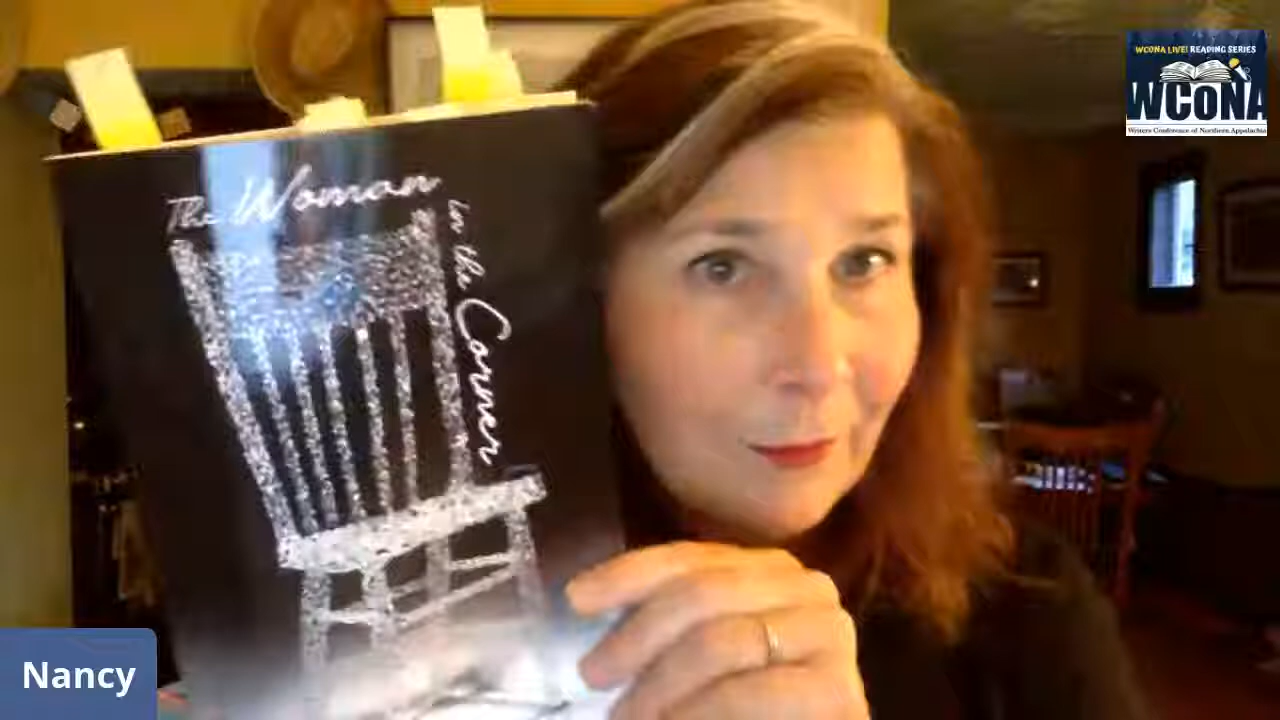 The Woman
in the Corner
WCONA LIVE! READING SERIES
WCONA
Writers Conference of Northern Appalachia
Nancy